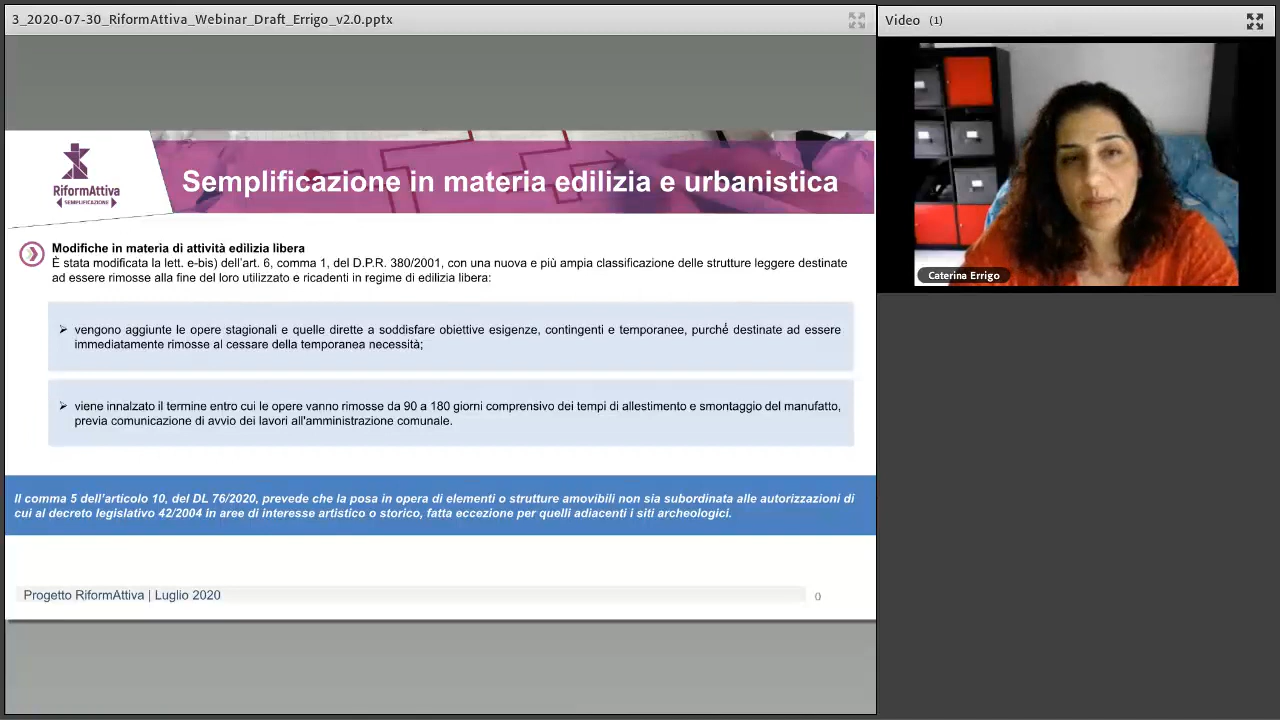 3_2020-07-30_RiformAttiva_Webinar_Draft_Errigo_v2.0.pptx
Video (1)
RiformAttiva
SEMPLIFICAZIONE
Semplificazione in materia edilizia e urbanistica
Caterina Errigo
Modifiche in materia di attività edilizia libera
È stata modificata la lett. e-bis) dell'art. 6, comma 1, del D.P.R. 380/2001, con una nuova e più ampia classificazione delle strutture leggere destinate
ad essere rimosse alla fine del loro utilizzato e ricadenti in regime di edilizia libera:
vengono aggiunte le opere stagionali e quelle dirette a soddisfare obiettive esigenze, contingenti e temporanee, purché destinate ad essere
immediatamente rimosse al cessare della temporanea necessità;
viene innalzato il termine entro cui le opere vanno rimosse da 90 a 180 giorni comprensivo dei tempi di allestimento e smontaggio del manufatto,
previa comunicazione di avvio dei lavori all'amministrazione comunale.
Il comma 5 dell'articolo 10, del DL 76/2020, prevede che la posa in opera di elementi o strutture amovibili non sia subordinata alle autorizzazioni di
cui al decreto legislativo 42/2004 in aree di interesse artistico o storico, fatta eccezione per quelli adiacenti i siti archeologici.
Progetto RiformAttiva | Luglio 2020
0